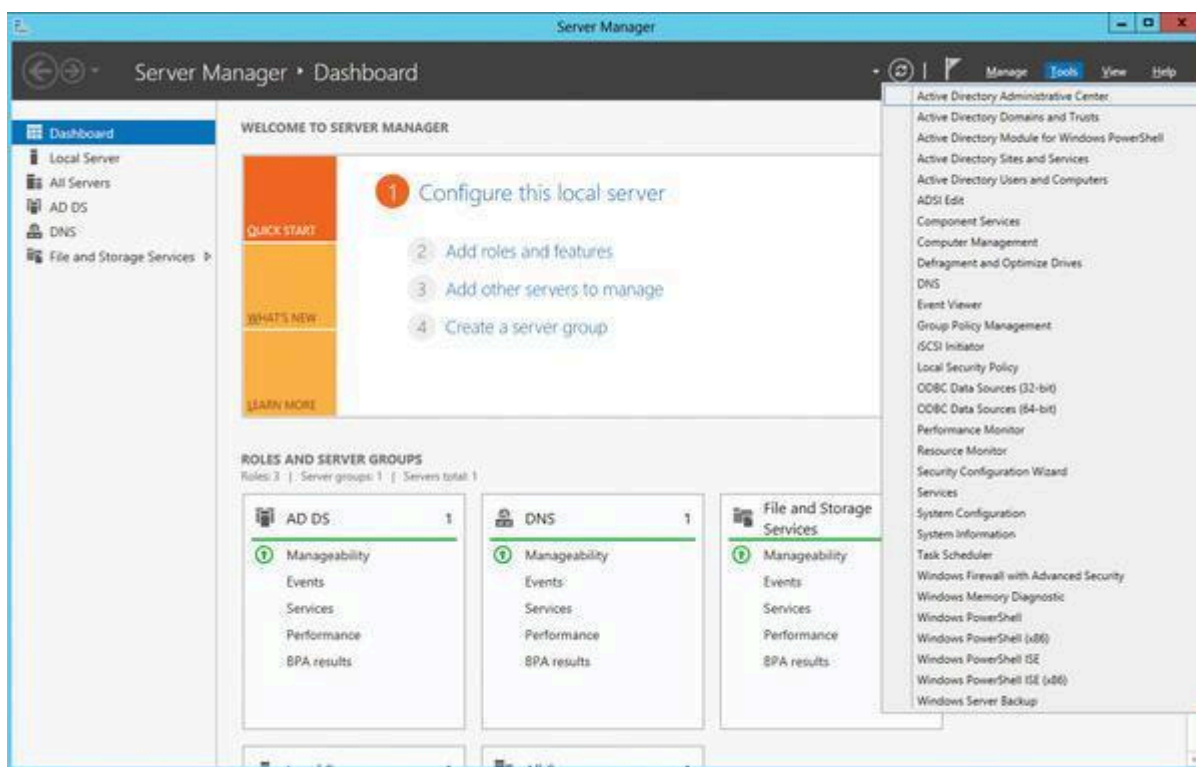 Server Manager
Server Manager • Dashboard
Manage Tools View Help
Dashboard
Local Server
All Servers
AD DS
DNS
File and Storage Services
WELCOME TO SERVER MANAGER
QUICK START
WHAT'S NEW
LEARN MORE
1 Configure this local server
2 Add roles and features
3 Add other servers to manage
4 Create a server group
ROLES AND SERVER GROUPS
Roles: 3 | Server groups: 1 | Servers total: 1
AD DS 1
Manageability
Events
Services
Performance
BPA results
DNS 1
Manageability
Events
Services
Performance
BPA results
File and Storage
Services
Manageability
Events
Services
Performance
BPA results
Active Directory Administrative Center
Active Directory Domains and Trusts
Active Directory Module for Windows PowerShell
Active Directory Sites and Services
Active Directory Users and Computers
ADSI Edit
Component Services
Computer Management
Defragment and Optimize Drives
DNS
Event Viewer
Group Policy Management
iSCSI Initiator
Local Security Policy
ODBC Data Sources (32-bit)
ODBC Data Sources (64-bit)
Performance Monitor
Resource Monitor
Security Configuration Wizard
Services
System Configuration
System Information
Task Scheduler
Windows Firewall with Advanced Security
Windows Memory Diagnostic
Windows PowerShell
Windows PowerShell (x86)
Windows PowerShell ISE
Windows PowerShell ISE (x86)
Windows Server Backup